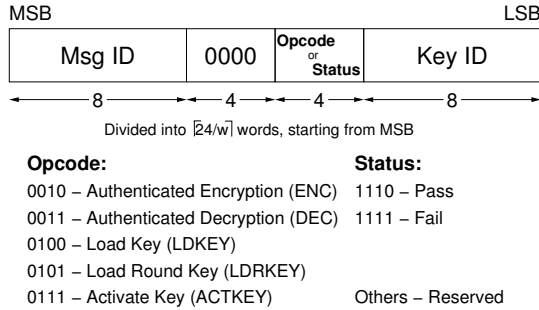 MSB LSB
Msg ID 0000 Opcode or Status Key ID
8 4 4 8
Divided into ⌈24/w⌉ words, starting from MSB
Opcode: Status:
0010 − Authenticated Encryption (ENC) 1110 − Pass
0011 − Authenticated Decryption (DEC) 1111 − Fail
0100 − Load Key (LDKEY)
0101 − Load Round Key (LDRKEY)
0111 − Activate Key (ACTKEY) Others − Reserved